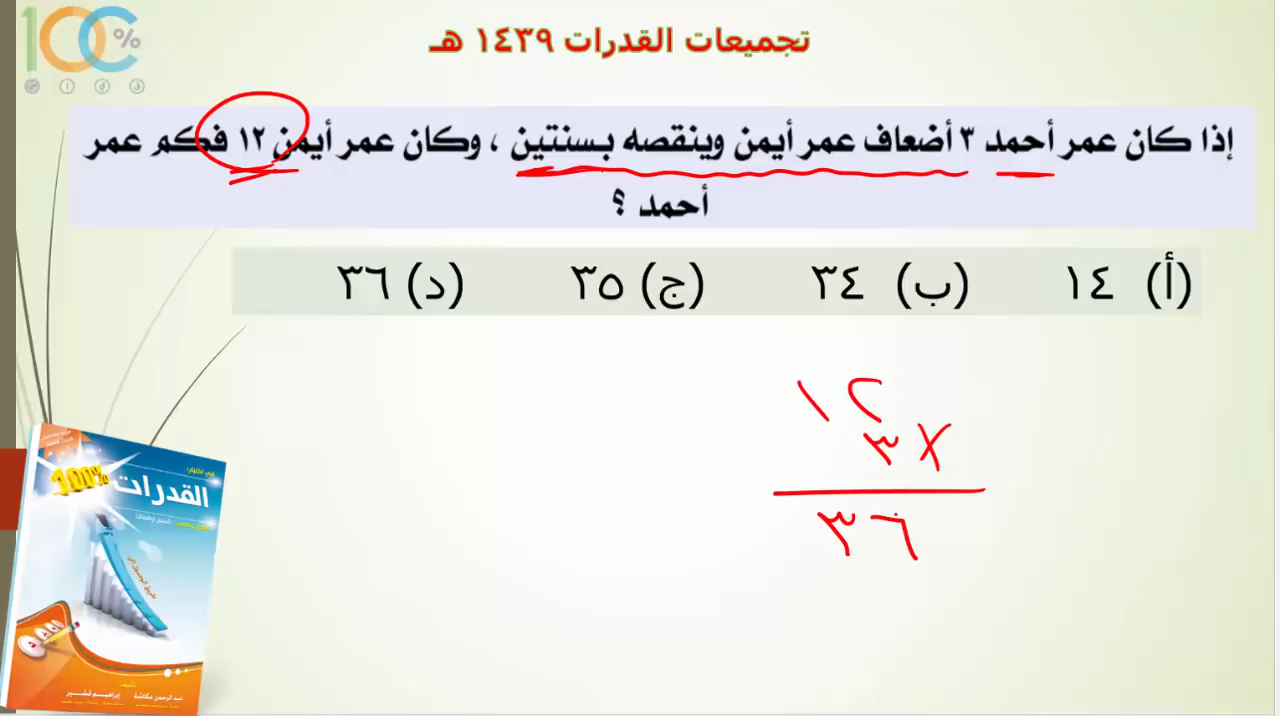 100%
تجميعات القدرات ١٤٣٩ هـ
إذا كان عمر أحمد ٣ أضعاف عمر أيمن وينقصه بسنتين ، وكان عمر أيمن ١٢ فكم عمر
أحمد ؟
(أ) ١٤ (ب) ٣٤ (ج) ٣٥ (د) ٣٦
١٢
٣ X
٣٦
القدرات 100%